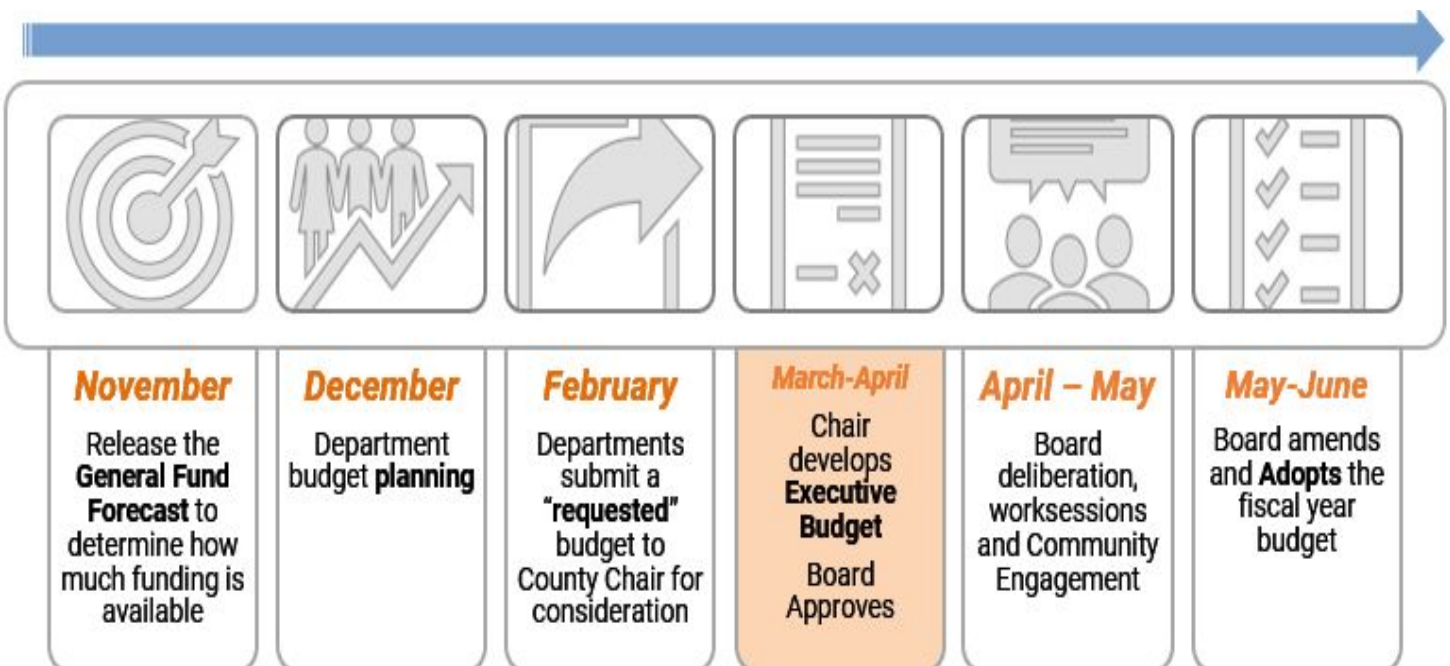 November
Release the
General Fund
Forecast to
determine how
much funding is
available
December
Department
budget planning
February
Departments
submit a
“requested”
budget to
County Chair for
consideration
March-April
Chair
develops
Executive
Budget
Board
Approves
April – May
Board
deliberation,
worksessions
and Community
Engagement
May-June
Board amends
and Adopts the
fiscal year
budget